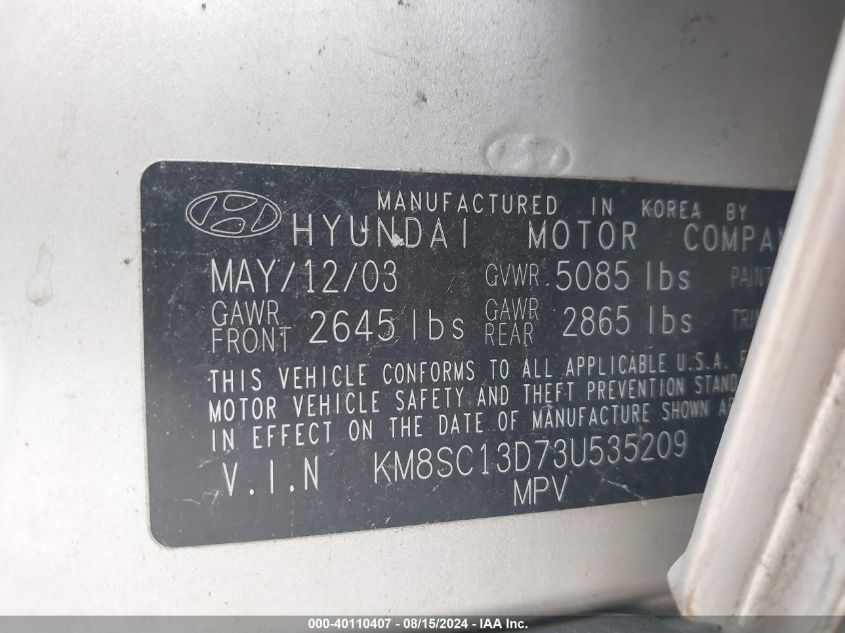 MANUFACTURED IN KOREA BY
HYUNDAI MOTOR
MAY/12/03 GVWR 5085 lbs
GAWR FRONT 2645 lbs GAWR REAR 2865 lbs
THIS VEHICLE CONFORMS TO ALL APPLICABLE U.S.A.
MOTOR VEHICLE SAFETY AND THEFT PREVENTION
IN EFFECT ON THE DATE OF MANUFACTURE SHOWN
V.I.N KM8SC13D73U535209
MPV
000-40110407 - 08/15/2024 - IAA Inc.